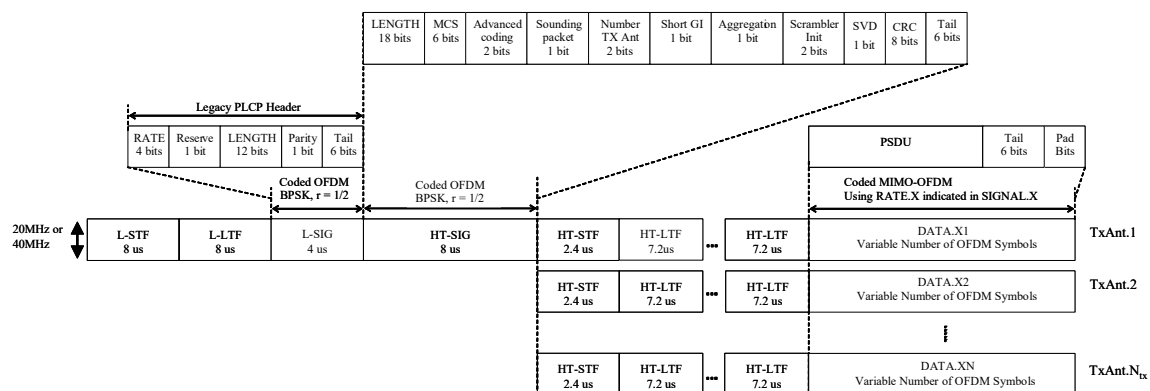 LENGTH
18 bits
MCS
6 bits
Advanced
coding
2 bits
Sounding
packet
1 bit
Number
TX Ant
2 bits
Short GI
1 bit
Aggregation
1 bit
Scrambler
Init
2 bits
SVD
1 bit
CRC
8 bits
Tail
6 bits
Legacy PLCP Header
RATE
4 bits
Reserve
1 bit
LENGTH
12 bits
Parity
1 bit
Tail
6 bits
PSDU
Tail
6 bits
Pad
Bits
Coded OFDM
BPSK, r = 1/2
Coded OFDM
BPSK, r = 1/2
Coded MIMO-OFDM
Using RATE.X indicated in SIGNAL.X
20MHz or
40MHz
L-STF
8 us
L-LTF
8 us
L-SIG
4 us
HT-SIG
8 us
HT-STF
2.4 us
HT-LTF
7.2us
...
HT-LTF
7.2 us
DATA.X1
Variable Number of OFDM Symbols
TxAnt.1
HT-STF
2.4 us
HT-LTF
7.2 us
...
HT-LTF
7.2 us
DATA.X2
Variable Number of OFDM Symbols
TxAnt.2
HT-STF
2.4 us
HT-LTF
7.2 us
...
HT-LTF
7.2 us
DATA.XN
Variable Number of OFDM Symbols
TxAnt.Ntx